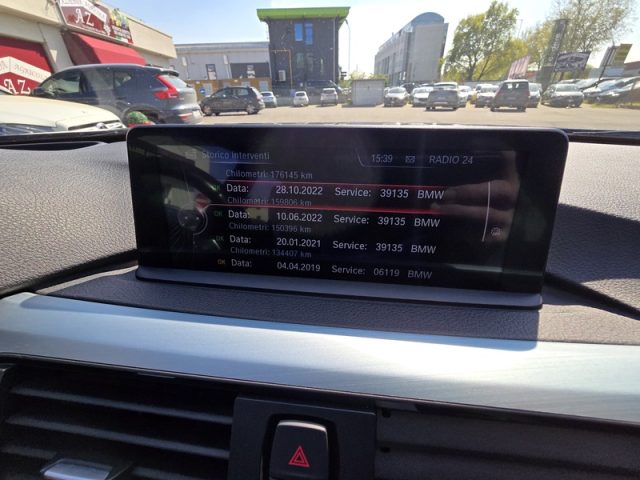 AZ
Storico Interventi 15:39 RADIO 24
Chilometri: 176145 km
OK Data: 28.10.2022 Service: 39135 BMW
Chilometri: 159806 km
OK Data: 10.06.2022 Service: 39135 BMW
Chilometri: 150396 km
OK Data: 20.01.2021 Service: 39135 BMW
Chilometri: 134407 km
OK Data: 04.04.2019 Service: 06119 BMW